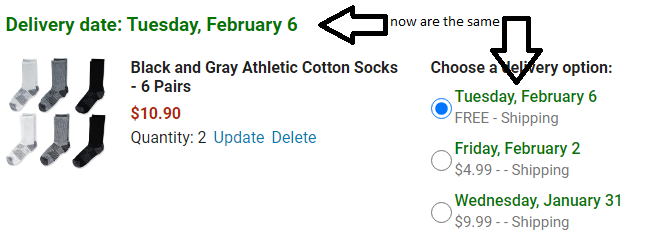 Delivery date: Tuesday, February 6
now are the same
Black and Gray Athletic Cotton Socks
- 6 Pairs
$10.90
Quantity: 2 Update Delete
Choose a delivery option:
Tuesday, February 6
FREE - Shipping
Friday, February 2
$4.99 - - Shipping
Wednesday, January 31
$9.99 - - Shipping